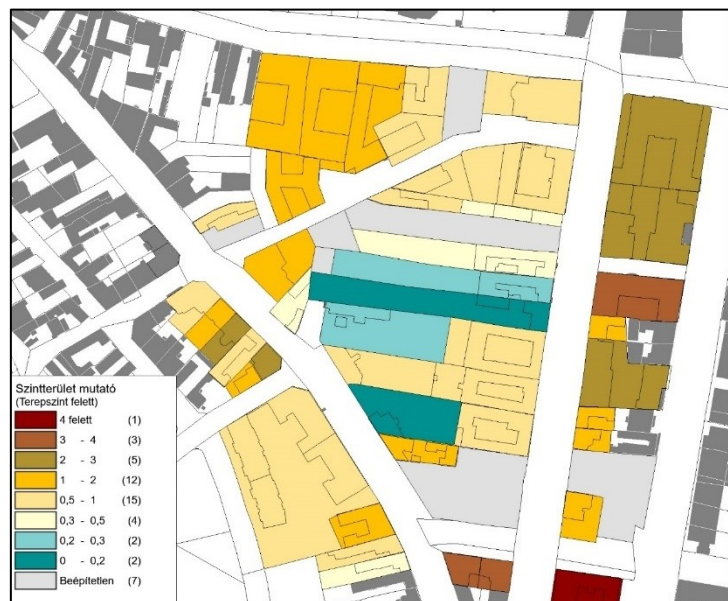 Szintterület mutató
(Terepszint felett)
4 felett (1)
3 - 4 (3)
2 - 3 (5)
1 - 2 (12)
0,5 - 1 (15)
0,3 - 0,5 (4)
0,2 - 0,3 (2)
0 - 0,2 (2)
Beépítetlen (7)